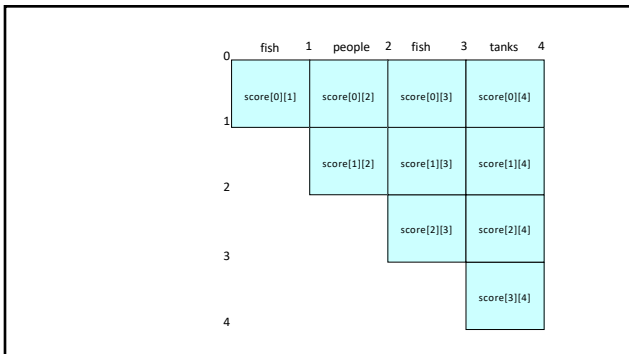 fish 1 people 2 fish 3 tanks 4
0
score[0][1] score[0][2] score[0][3] score[0][4]
1
score[1][2] score[1][3] score[1][4]
2
score[2][3] score[2][4]
3
score[3][4]
4